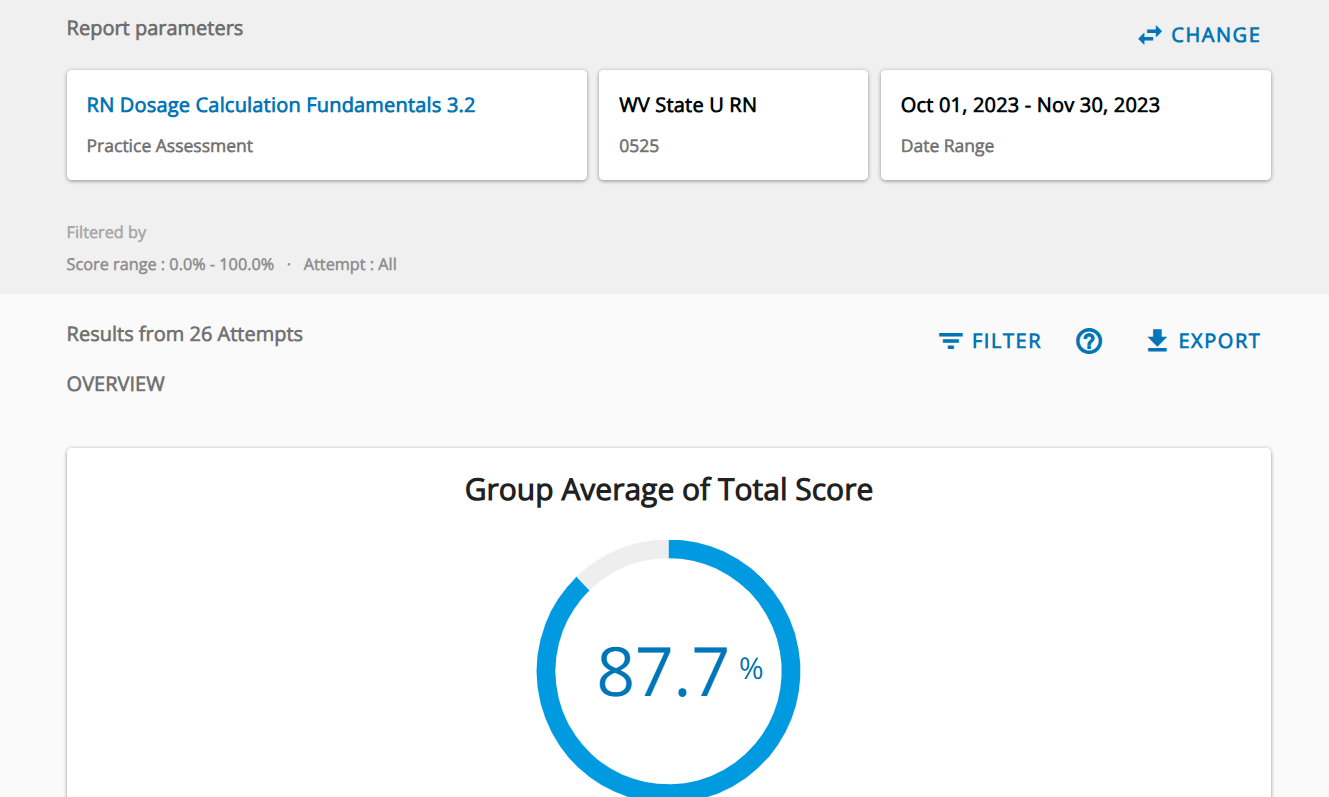 Report parameters
CHANGE
RN Dosage Calculation Fundamentals 3.2
Practice Assessment
WV State U RN
0525
Oct 01, 2023 - Nov 30, 2023
Date Range
Filtered by
Score range : 0.0% - 100.0% · Attempt : All
Results from 26 Attempts
FILTER
?
EXPORT
OVERVIEW
Group Average of Total Score
87.7 %